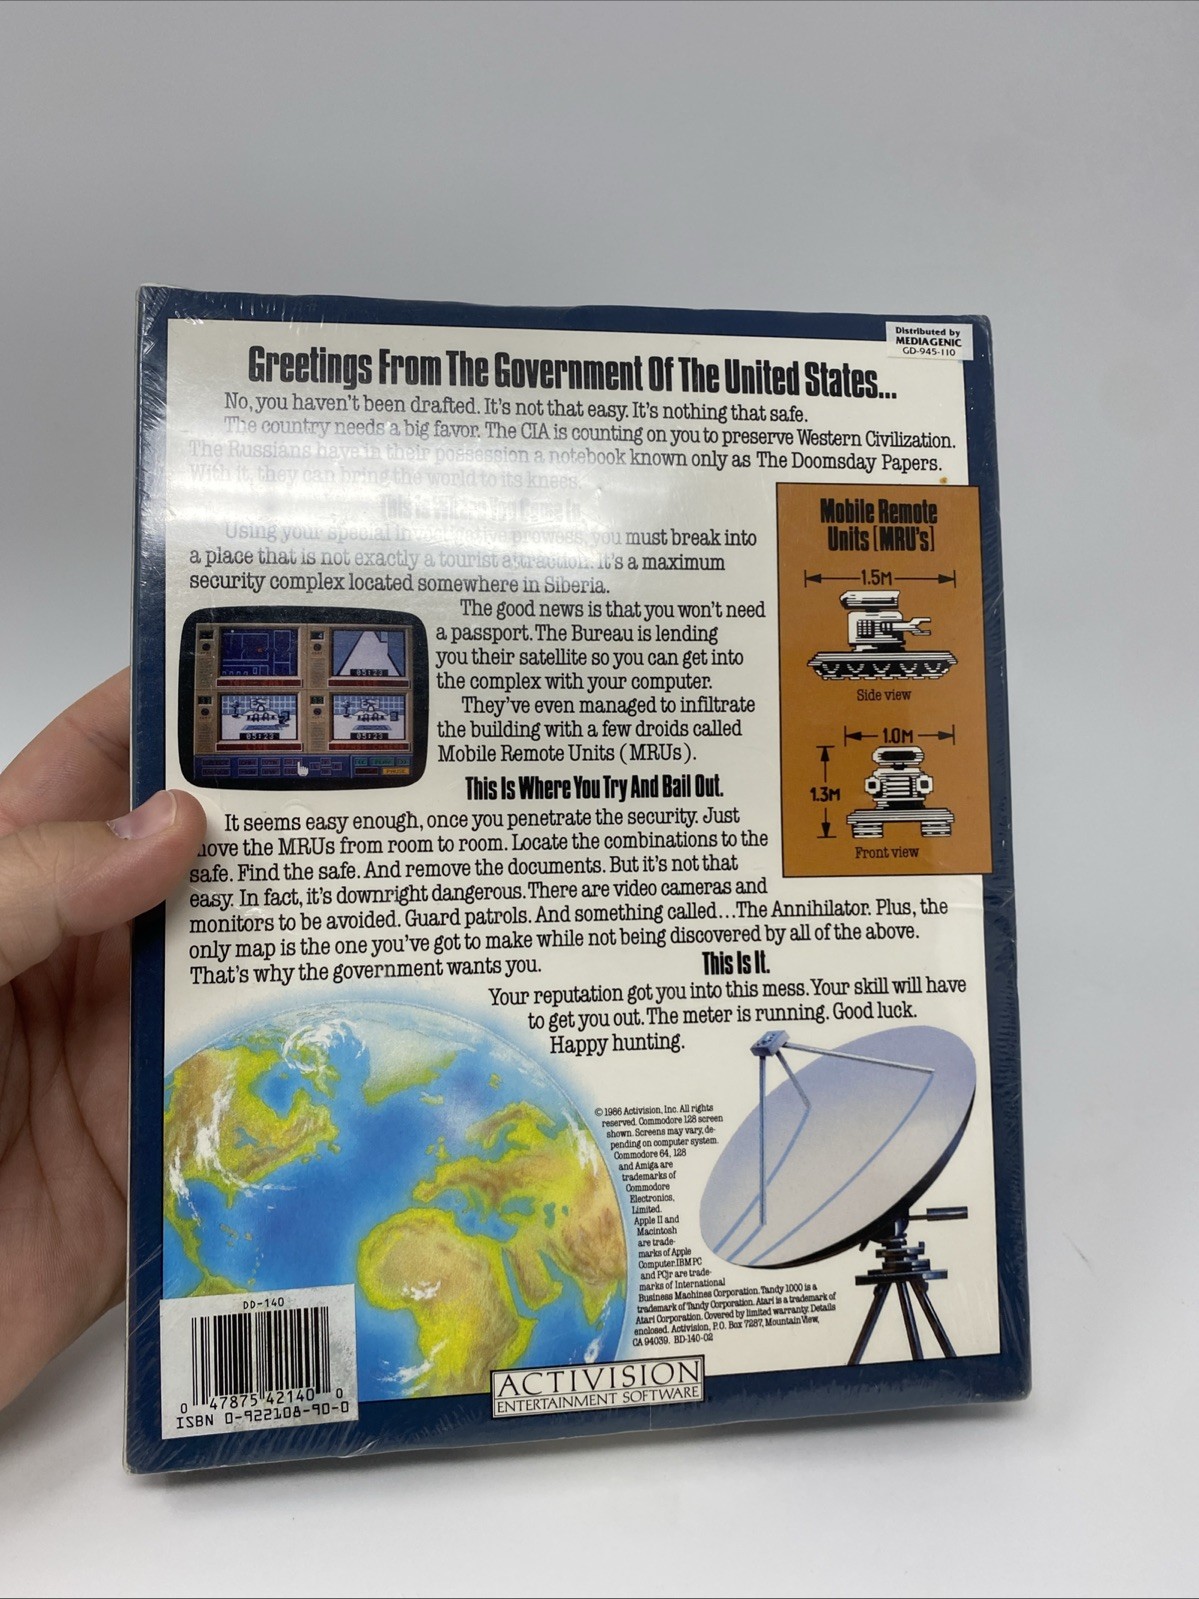 Distributed by
MEDIAGENIC
GD-945-110
Greetings From The Government Of The United States...
No, you haven't been drafted. It's not that easy. It's nothing that safe.
The country needs a big favor. The CIA is counting on you to preserve Western Civilization.
The Russians have in their possession a notebook known only as The Doomsday Papers.
With it, they can bring the world to its knees.
This Is
Using your special prowess, you must break into
a place that is not exactly a tourist attraction. It's a maximum
security complex located somewhere in Siberia.
The good news is that you won't need
a passport. The Bureau is lending
you their satellite so you can get into
the complex with your computer.
They've even managed to infiltrate
the building with a few droids called
Mobile Remote Units (MRUs).
Mobile Remote
Units [MRU's]
1.5M
Side view
1.0M
1.3M
Front view
05:23
05:23
05:23
This Is Where You Try And Bail Out.
It seems easy enough, once you penetrate the security. Just
ove the MRUs from room to room. Locate the combinations to the
safe. Find the safe. And remove the documents. But it's not that
easy. In fact, it's downright dangerous. There are video cameras and
monitors to be avoided. Guard patrols. And something called...The Annihilator. Plus, the
only map is the one you've got to make while not being discovered by all of the above.
That's why the government wants you.
This Is It.
Your reputation got you into this mess. Your skill will have
to get you out. The meter is running. Good luck.
Happy hunting.
© 1986 Activision, Inc. All rights
reserved. Commodore 128 screen
shown. Screens may vary, de-
pending on computer system.
Commodore 64, 128
and Amiga are
trademarks of
Commodore
Electronics,
Limited.
Apple II and
Macintosh
are trade-
marks of Apple
Computer. IBM PC
and PCjr are trade-
marks of International
Business Machines Corporation. Tandy 1000 is a
trademark of Tandy Corporation. Atari is a trademark of
Atari Corporation. Covered by limited warranty. Details
enclosed. Activision, P.O. Box 7287, Mountain View,
CA 94039. BD-140-02
DD-140
0 47875 42140 0
ISBN 0-922108-90-0
ACTIVISION
ENTERTAINMENT SOFTWARE